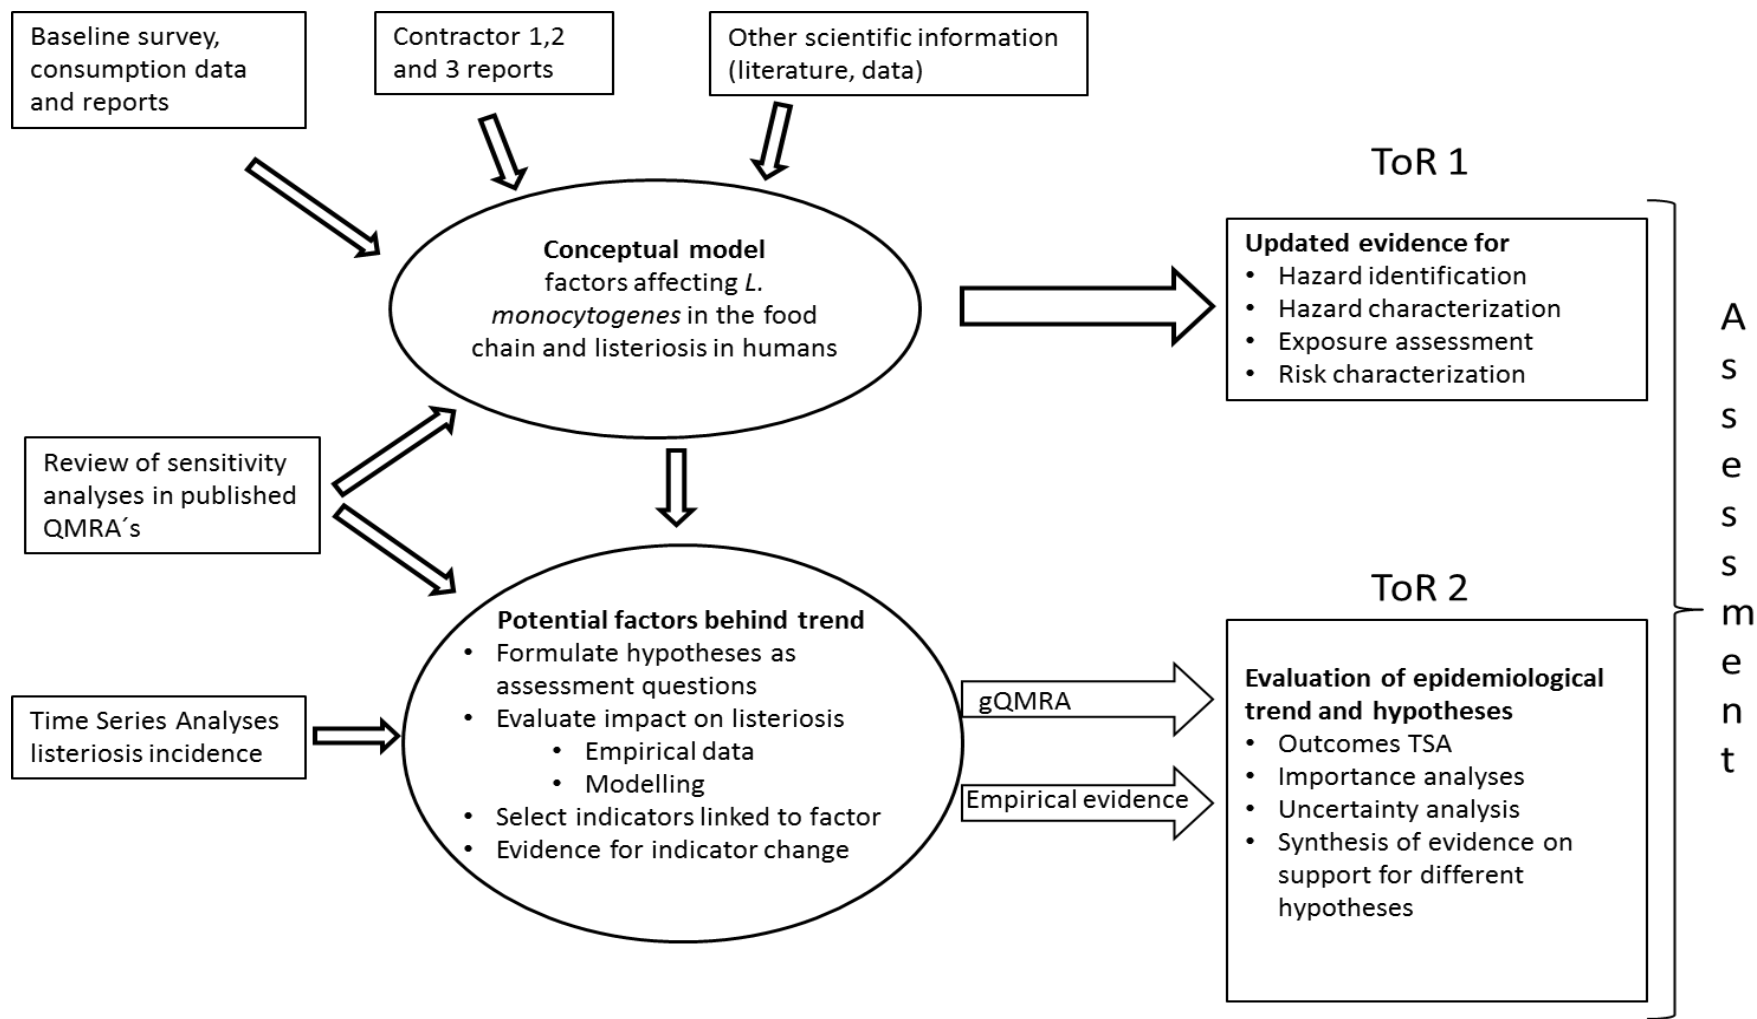 Baseline survey,
consumption data
and reports
Contractor 1,2
and 3 reports
Other scientific information
(literature, data)
Conceptual model
factors affecting L.
monocytogenes in the food
chain and listeriosis in humans
ToR 1
Updated evidence for
• Hazard identification
• Hazard characterization
• Exposure assessment
• Risk characterization
Review of sensitivity
analyses in published
QMRA´s
Time Series Analyses
listeriosis incidence
Potential factors behind trend
• Formulate hypotheses as
assessment questions
• Evaluate impact on listeriosis
• Empirical data
• Modelling
• Select indicators linked to factor
• Evidence for indicator change
gQMRA
Empirical evidence
ToR 2
Evaluation of epidemiological
trend and hypotheses
• Outcomes TSA
• Importance analyses
• Uncertainty analysis
• Synthesis of evidence on
support for different
hypotheses
Assessment